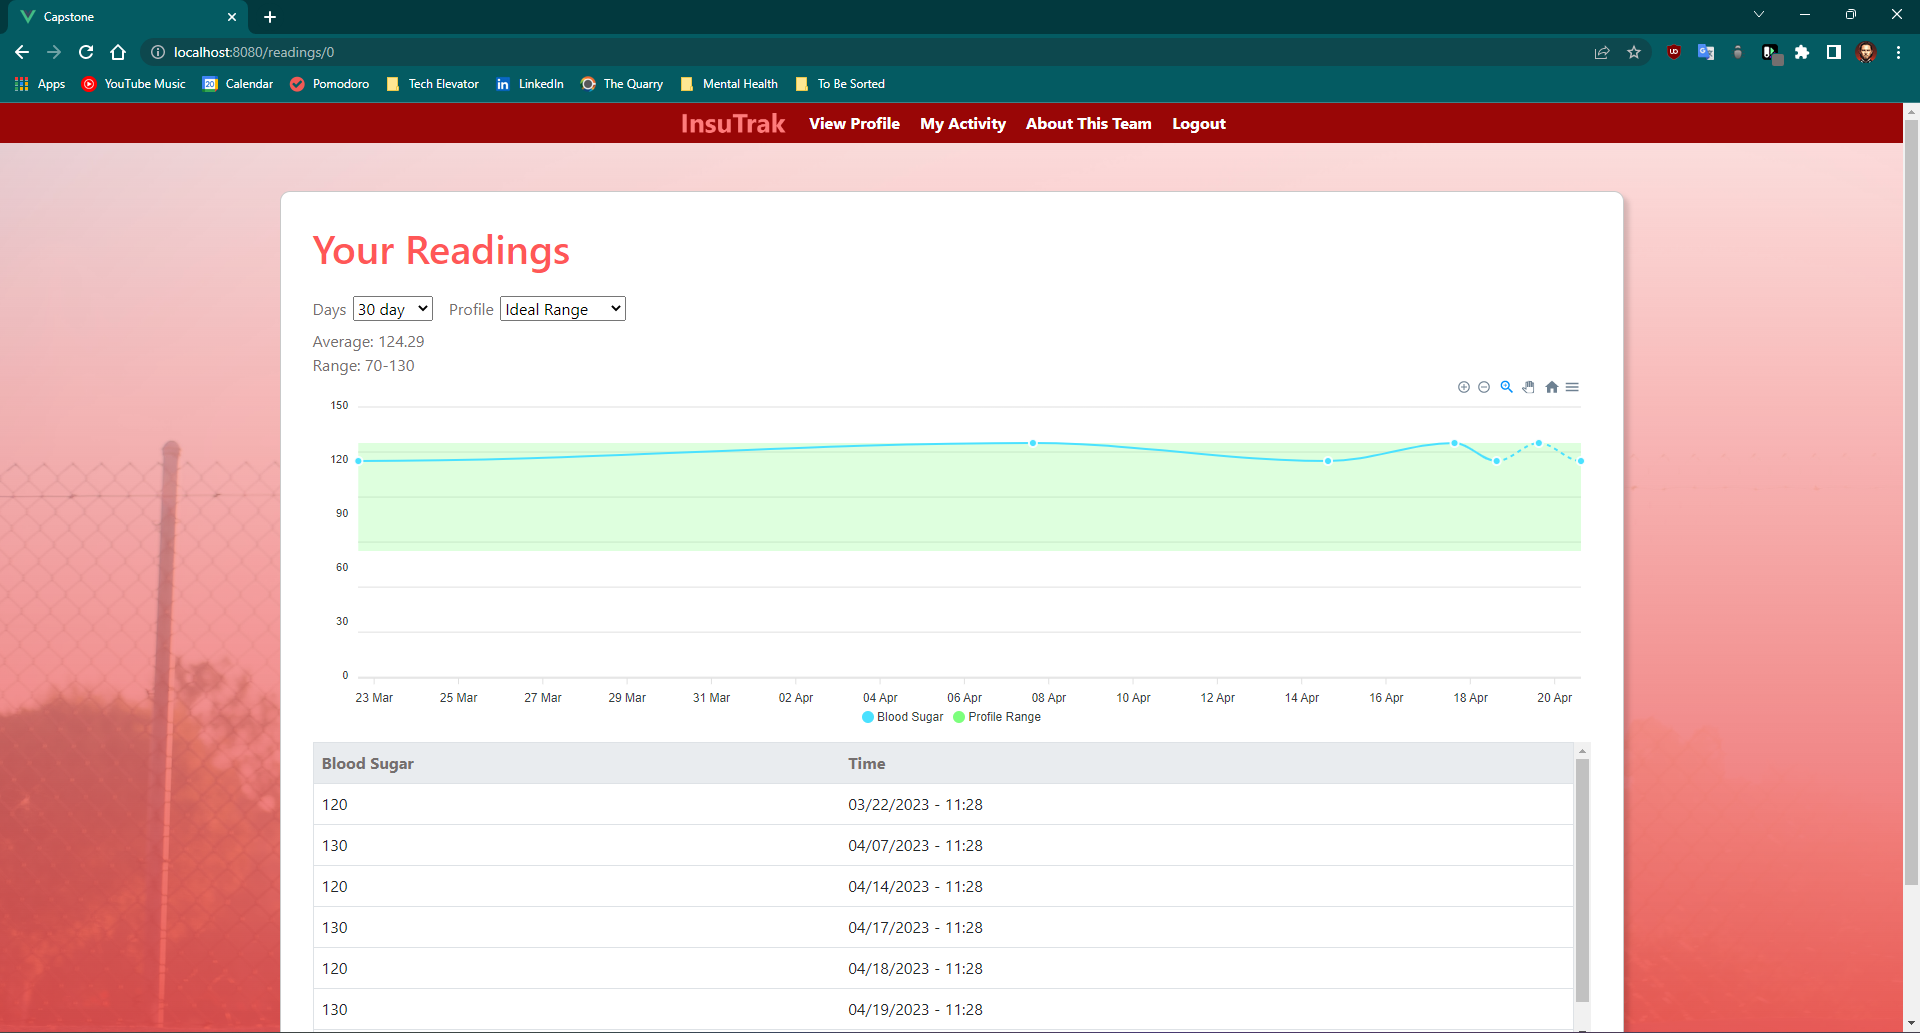 Capstone
localhost:8080/readings/0
Apps YouTube Music 20 Calendar Pomodoro Tech Elevator in LinkedIn The Quarry Mental Health To Be Sorted
InsuTrak View Profile My Activity About This Team Logout
Your Readings
Days 30 day Profile Ideal Range
Average: 124.29
Range: 70-130
150
120
90
60
30
0
23 Mar 25 Mar 27 Mar 29 Mar 31 Mar 02 Apr 04 Apr 06 Apr 08 Apr 10 Apr 12 Apr 14 Apr 16 Apr 18 Apr 20 Apr
Blood Sugar Profile Range
Blood Sugar Time
120 03/22/2023 - 11:28
130 04/07/2023 - 11:28
120 04/14/2023 - 11:28
130 04/17/2023 - 11:28
120 04/18/2023 - 11:28
130 04/19/2023 - 11:28